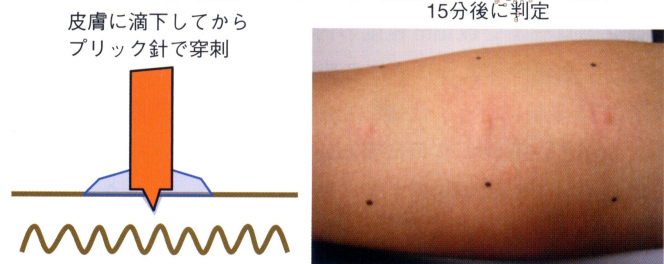 皮膚に滴下してから
プリック針で穿刺
15分後に判定